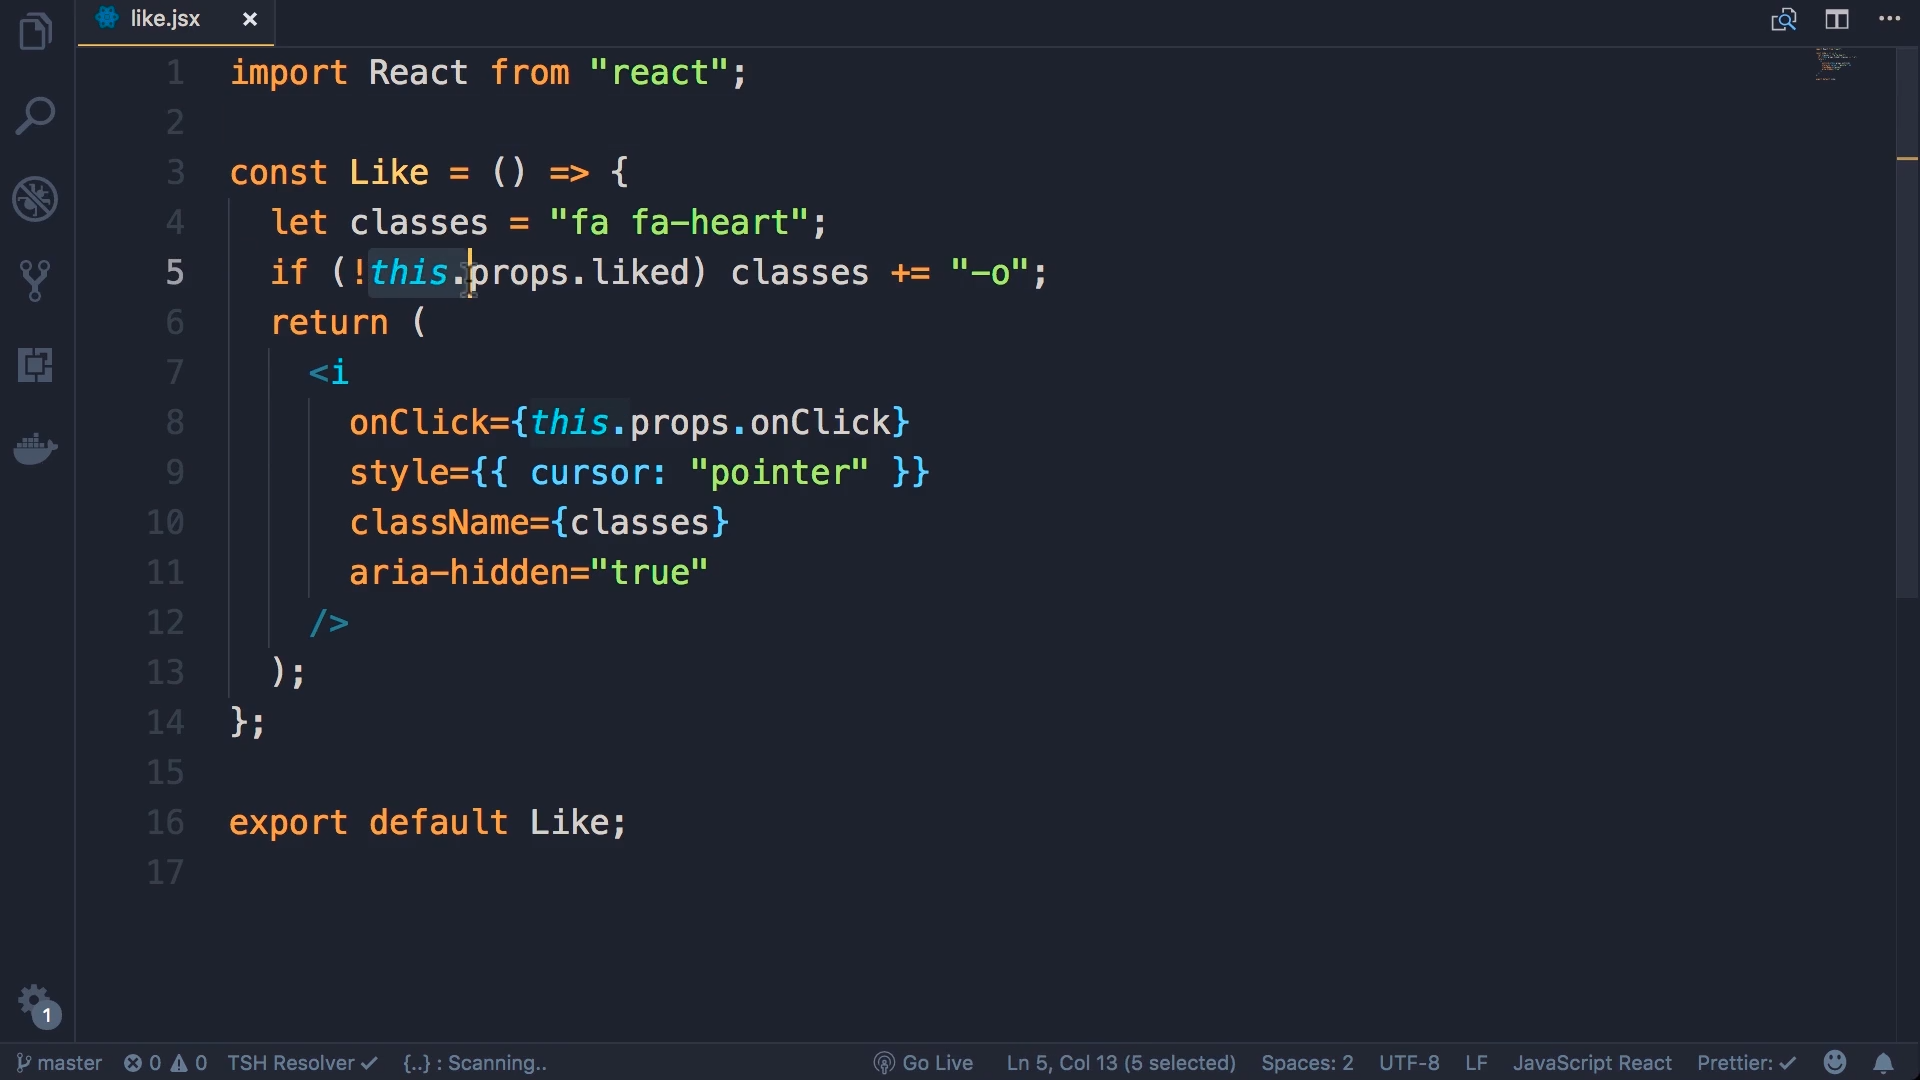 like.jsx
1 import React from "react";
2
3 const Like = () => {
4 let classes = "fa fa-heart";
5 if (!this.props.liked) classes += "-o";
6 return (
7 <i
8 onClick={this.props.onClick}
9 style={{ cursor: "pointer" }}
10 className={classes}
11 aria-hidden="true"
12 />
13 );
14 };
15
16 export default Like;
17
1
master 0 0 TSH Resolver {..} : Scanning.. Go Live Ln 5, Col 13 (5 selected) Spaces: 2 UTF-8 LF JavaScript React Prettier: